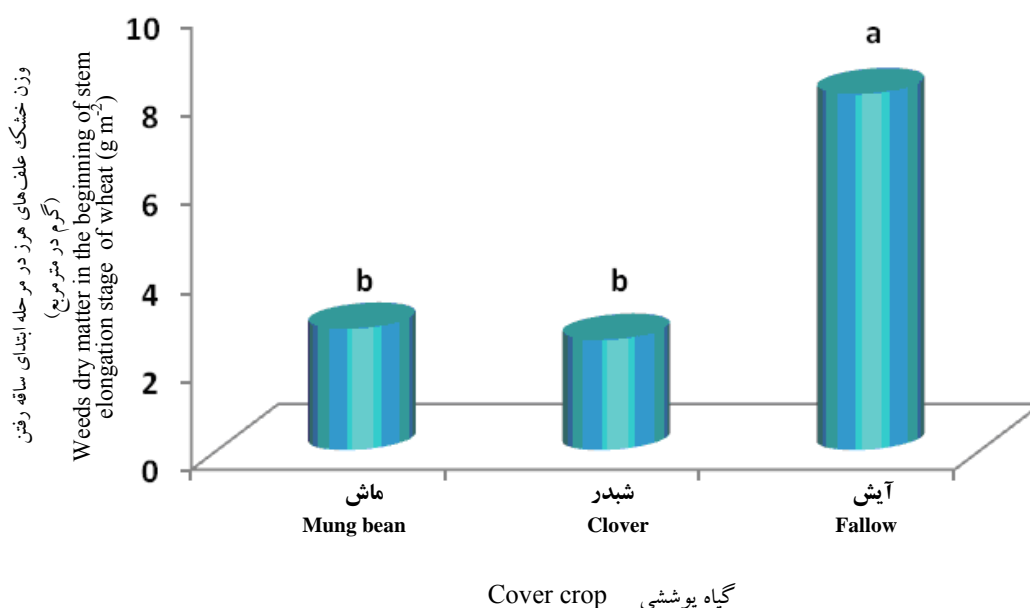 وزن خشک علف‌های هرز در مرحله ابتدای ساقه رفتن
(گرم در مترمربع)
Weeds dry matter in the beginning of stem
elongation stage of wheat (g m-2)
10
8
6
4
2
0
b
b
a
ماش
Mung bean
شبدر
Clover
آیش
Fallow
Cover crop گیاه پوششی